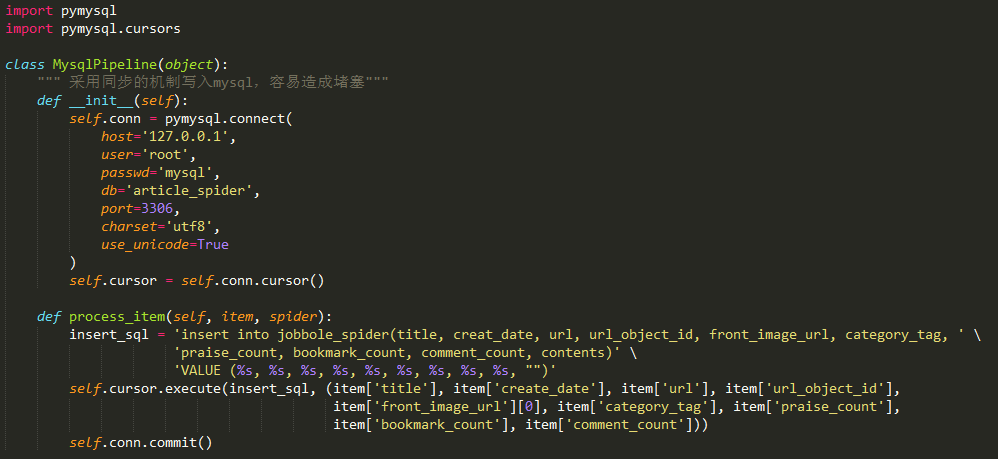 import pymysql
import pymysql.cursors
class MysqlPipeline(object):
""" 采用同步的机制写入mysql，容易造成堵塞"""
def __init__(self):
self.conn = pymysql.connect(
host='127.0.0.1',
user='root',
passwd='mysql',
db='article_spider',
port=3306,
charset='utf8',
use_unicode=True
)
self.cursor = self.conn.cursor()
def process_item(self, item, spider):
insert_sql = 'insert into jobbole_spider(title, creat_date, url, url_object_id, front_image_url, category_tag, ' \
'praise_count, bookmark_count, comment_count, contents)' \
'VALUE (%s, %s, %s, %s, %s, %s, %s, %s, %s, "")'
self.cursor.execute(insert_sql, (item['title'], item['create_date'], item['url'], item['url_object_id'],
item['front_image_url'][0], item['category_tag'], item['praise_count'],
item['bookmark_count'], item['comment_count']))
self.conn.commit()